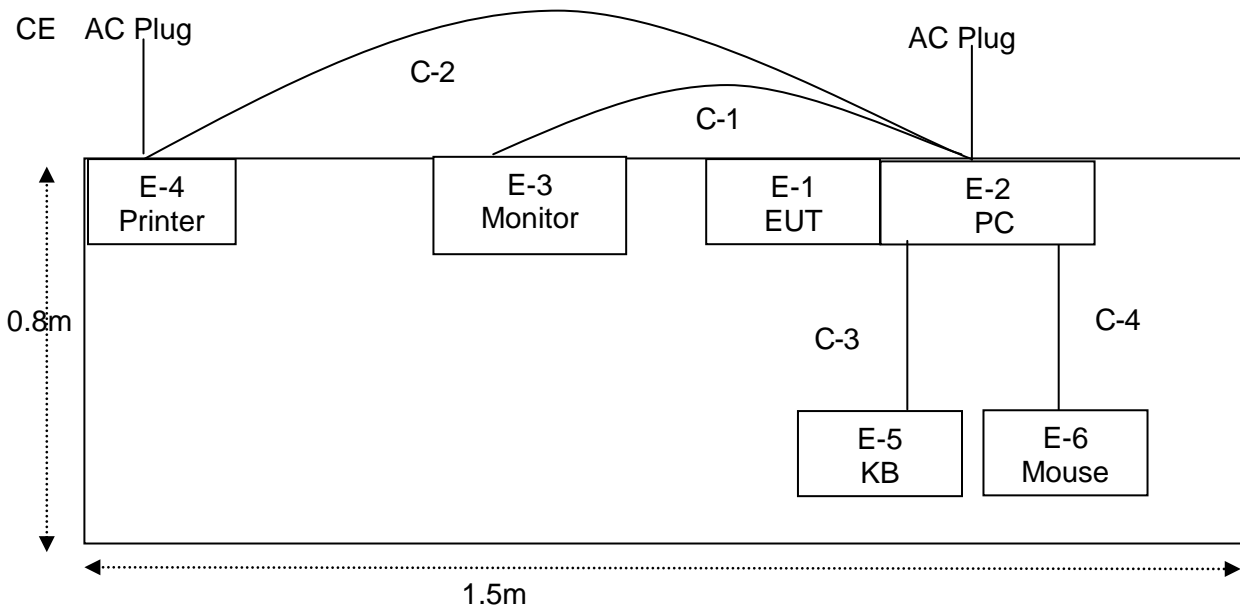 CE AC Plug
AC Plug
C-2
C-1
E-4
Printer
E-3
Monitor
E-1
EUT
E-2
PC
0.8m
C-3
C-4
E-5
KB
E-6
Mouse
1.5m